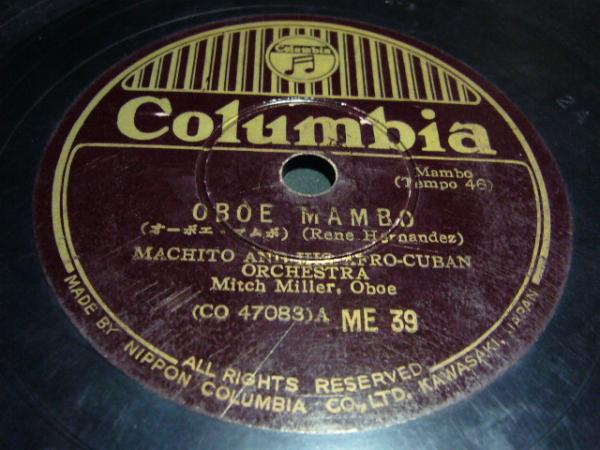 Columbia
Columbia
Mambo
(Tempo 46)
OBOE MAMBO
(オーボエ・マムボ) (Rene Hernandez)
MACHITO AND HIS AFRO-CUBAN
ORCHESTRA
Mitch Miller, Oboe
(CO 47083)A ME 39
ALL RIGHTS RESERVED
MADE BY NIPPON COLUMBIA CO., LTD. KAWASAKI, JAPAN
2A